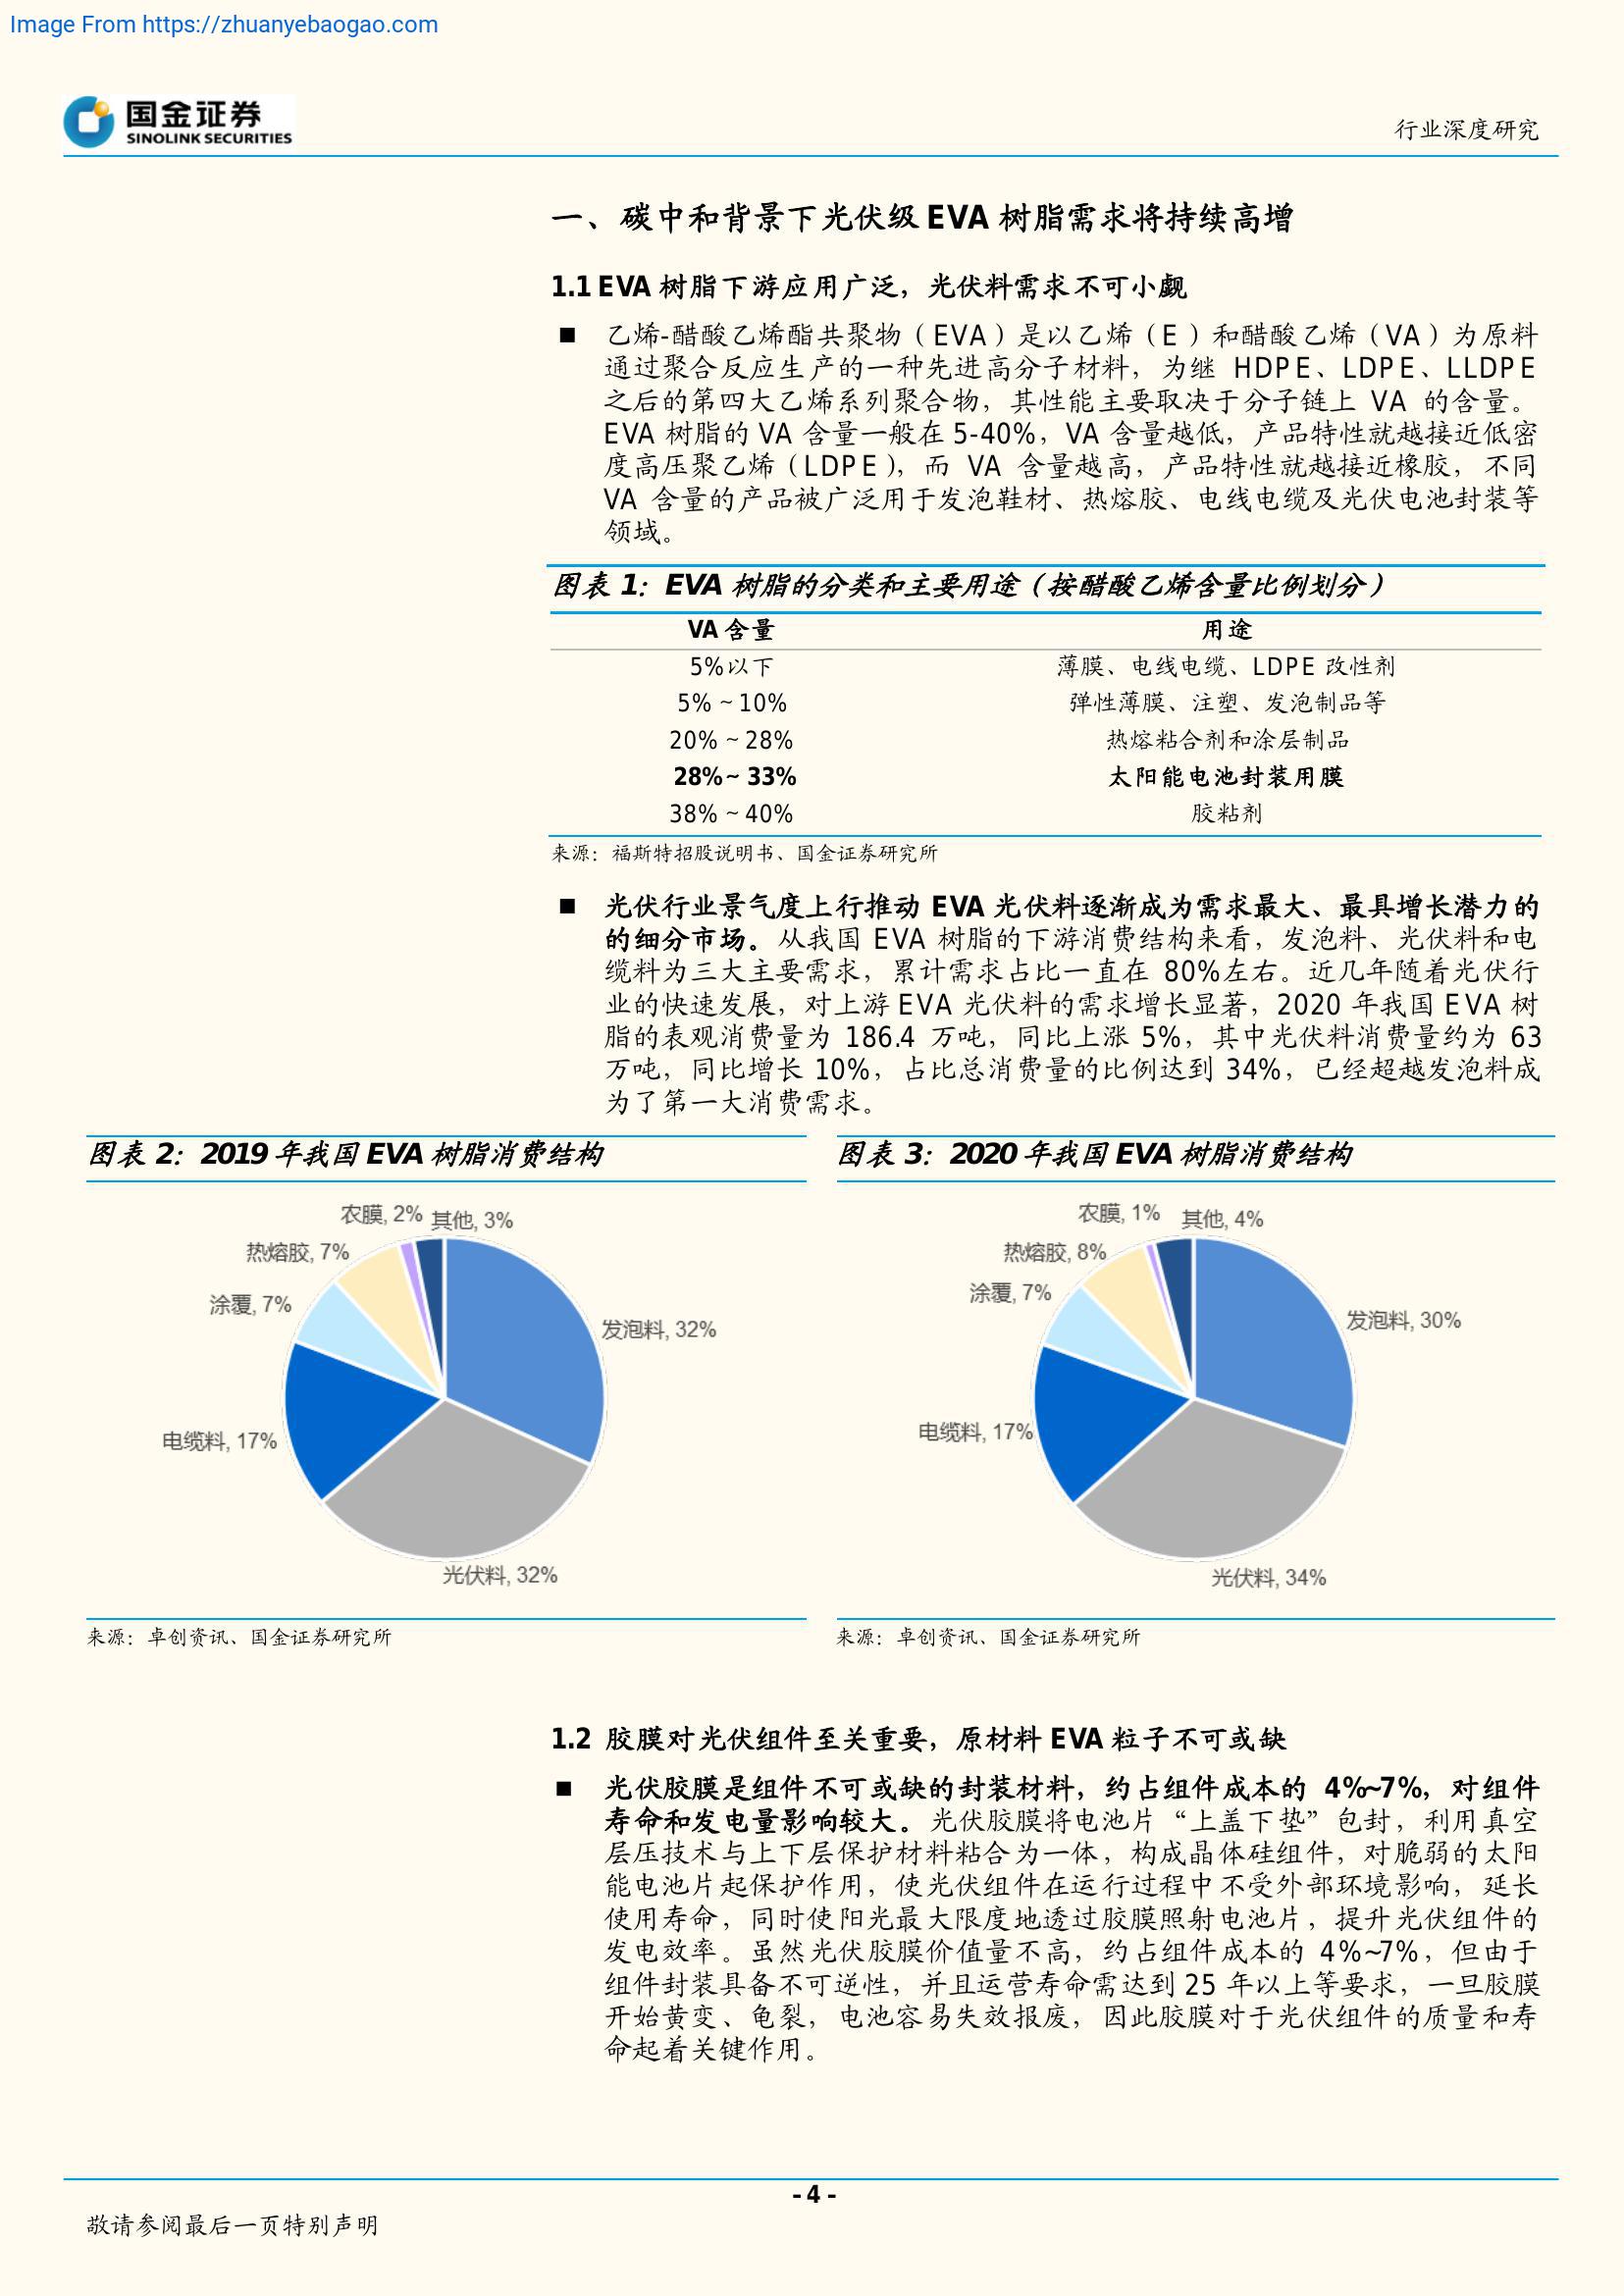 Image From https://zhuanyebaogao.com
国金证券
SINOLINK SECURITIES
行业深度研究
一、碳中和背景下光伏级 EVA 树脂需求将持续高增
1.1 EVA 树脂下游应用广泛，光伏料需求不可小觑
■ 乙烯-醋酸乙烯酯共聚物（EVA）是以乙烯（E）和醋酸乙烯（VA）为原料
通过聚合反应生产的一种先进高分子材料，为继 HDPE、LDPE、LLDPE
之后的第四大乙烯系列聚合物，其性能主要取决于分子链上 VA 的含量。
EVA 树脂的 VA 含量一般在 5-40%，VA 含量越低，产品特性就越接近低密
度高压聚乙烯（LDPE），而 VA 含量越高，产品特性就越接近橡胶，不同
VA 含量的产品被广泛用于发泡鞋材、热熔胶、电线电缆及光伏电池封装等
领域。
图表 1：EVA 树脂的分类和主要用途（按醋酸乙烯含量比例划分）
VA 含量 用途
5%以下 薄膜、电线电缆、LDPE 改性剂
5% ~ 10% 弹性薄膜、注塑、发泡制品等
20% ~ 28% 热熔粘合剂和涂层制品
28%~ 33% 太阳能电池封装用膜
38% ~ 40% 胶粘剂
来源：福斯特招股说明书、国金证券研究所
■ 光伏行业景气度上行推动 EVA 光伏料逐渐成为需求最大、最具增长潜力的
的细分市场。从我国 EVA 树脂的下游消费结构来看，发泡料、光伏料和电
缆料为三大主要需求，累计需求占比一直在 80%左右。近几年随着光伏行
业的快速发展，对上游 EVA 光伏料的需求增长显著，2020 年我国 EVA 树
脂的表观消费量为 186.4 万吨，同比上涨 5%，其中光伏料消费量约为 63
万吨，同比增长 10%，占比总消费量的比例达到 34%，已经超越发泡料成
为了第一大消费需求。
图表 2：2019 年我国 EVA 树脂消费结构
农膜, 2%
其他, 3%
热熔胶, 7%
涂覆, 7%
发泡料, 32%
电缆料, 17%
光伏料, 32%
来源：卓创资讯、国金证券研究所
图表 3：2020 年我国 EVA 树脂消费结构
农膜, 1%
其他, 4%
热熔胶, 8%
涂覆, 7%
发泡料, 30%
电缆料, 17%
光伏料, 34%
来源：卓创资讯、国金证券研究所
1.2 胶膜对光伏组件至关重要，原材料 EVA 粒子不可或缺
■ 光伏胶膜是组件不可或缺的封装材料，约占组件成本的 4%~7%，对组件
寿命和发电量影响较大。光伏胶膜将电池片“上盖下垫”包封，利用真空
层压技术与上下层保护材料粘合为一体，构成晶体硅组件，对脆弱的太阳
能电池片起保护作用，使光伏组件在运行过程中不受外部环境影响，延长
使用寿命，同时使阳光最大限度地透过胶膜照射电池片，提升光伏组件的
发电效率。虽然光伏胶膜价值量不高，约占组件成本的 4%~7%，但由于
组件封装具备不可逆性，并且运营寿命需达到 25 年以上等要求，一旦胶膜
开始黄变、龟裂，电池容易失效报废，因此胶膜对于光伏组件的质量和寿
命起着关键作用。
- 4 -
敬请参阅最后一页特别声明